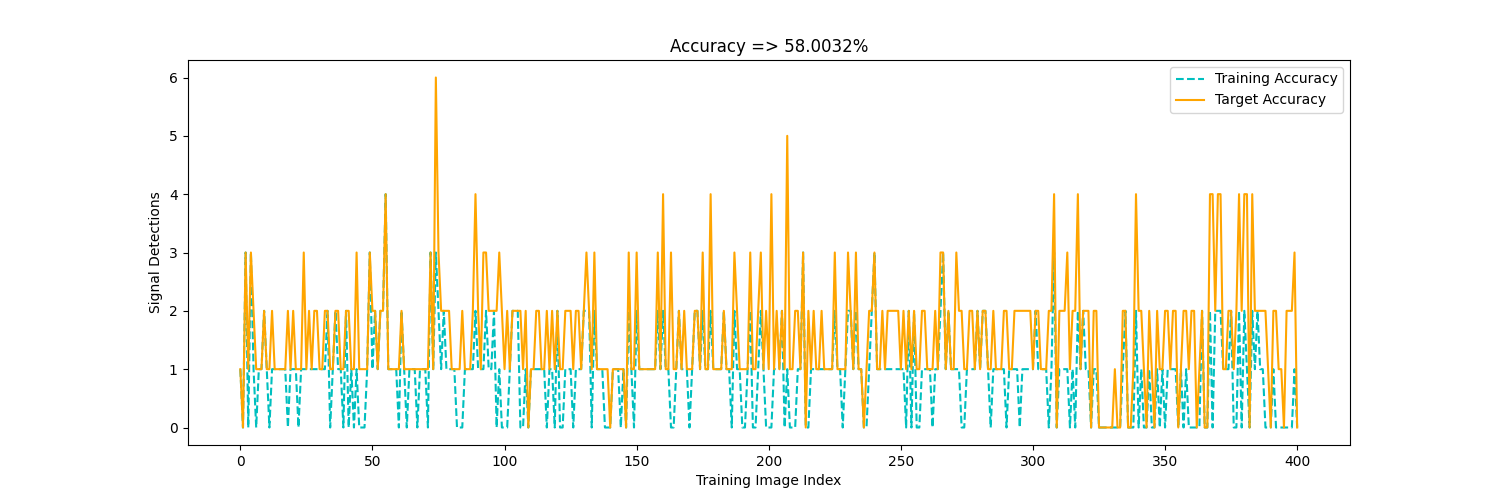 Accuracy => 58.0032%
Training Accuracy
Target Accuracy
6
5
4
3
2
1
0
Signal Detections
0 50 100 150 200 250 300 350 400
Training Image Index